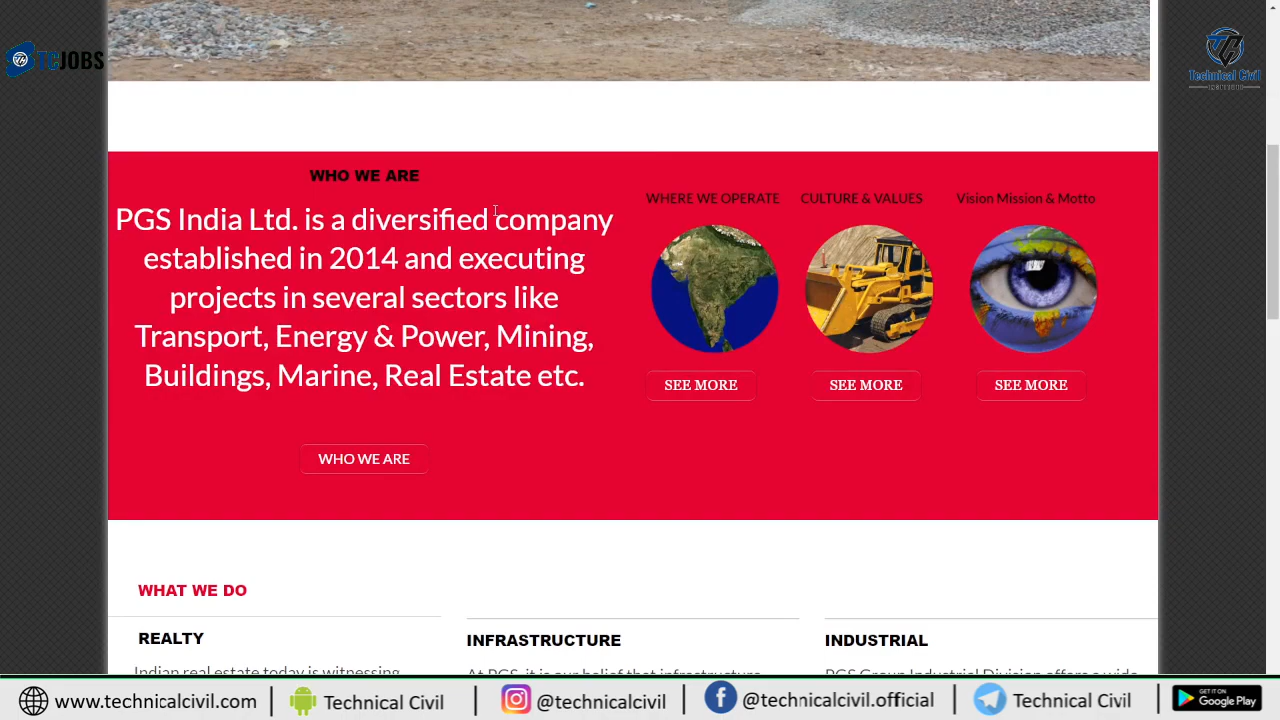 TCJOBS
Technical Civil
WHO WE ARE
PGS India Ltd. is a diversified company
established in 2014 and executing
projects in several sectors like
Transport, Energy & Power, Mining,
Buildings, Marine, Real Estate etc.
WHO WE ARE
WHERE WE OPERATE
CULTURE & VALUES
Vision Mission & Motto
SEE MORE
SEE MORE
SEE MORE
WHAT WE DO
REALTY
Indian real estate today is witnessing
INFRASTRUCTURE
At PGS, it is our belief that infrastructure
INDUSTRIAL
PGS Group Industrial Division offers a wide
www.technicalcivil.com
Technical Civil
@technicalcivil
@technicalcivil.official
Technical Civil
GET IT ON
Google Play